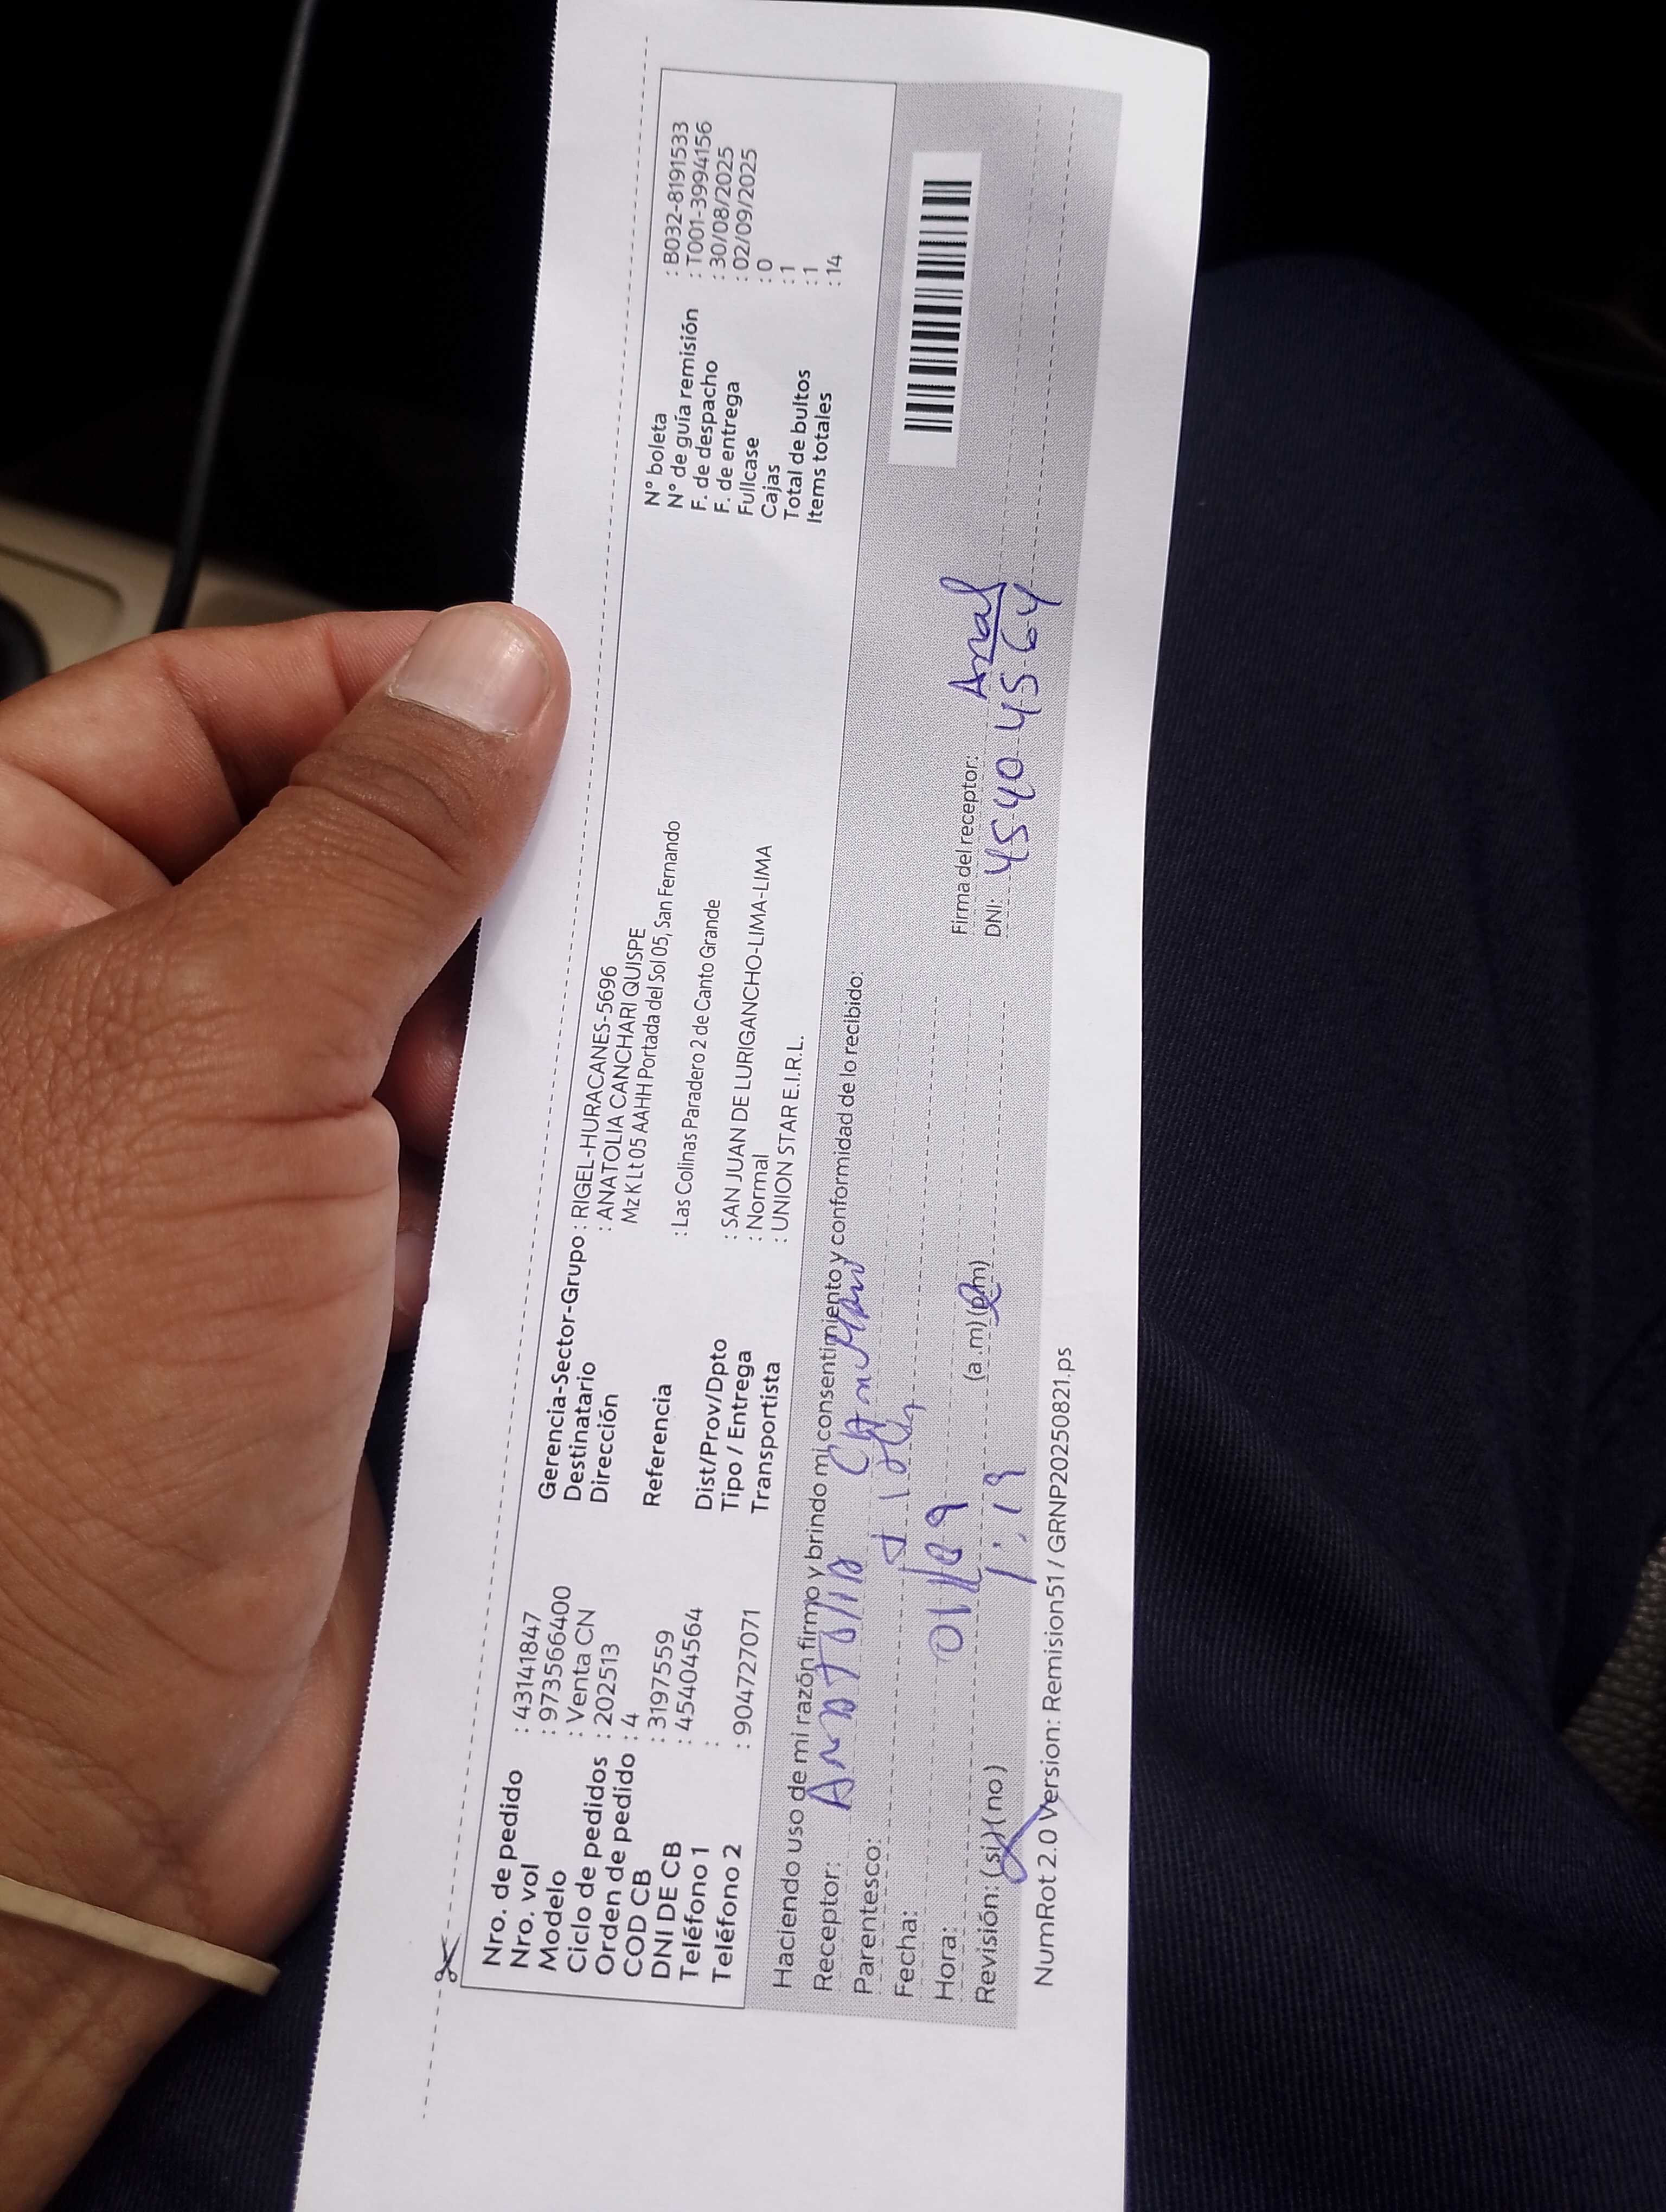 Nro. de pedido : 43141847
Nro. vol : 973566400
Modelo : Venta CN
Ciclo de pedidos : 202513
Orden de pedido : 4
COD CB : 3197559
DNI DE CB : 45404564
Teléfono 1 :
Teléfono 2 : 904727071
Gerencia-Sector-Grupo : RIGEL-HURACANES-5696
Destinatario : ANATOLIA CANCHARI QUISPE
Dirección Mz K Lt 05 AAHH Portada del Sol 05, San Fernando
Referencia : Las Colinas Paradero 2 de Canto Grande
Dist/Prov/Dpto : SAN JUAN DE LURIGANCHO-LIMA-LIMA
Tipo / Entrega : Normal
Transportista : UNION STAR E.I.R.L.
N° boleta : B032-8191533
N° de guía remisión : T001-3994156
F. de despacho : 30/08/2025
F. de entrega : 02/09/2025
Fullcase : 0
Cajas : 1
Total de bultos : 1
Items totales : 14
Haciendo uso de mi razón firmo y brindo mi consentimiento y conformidad de lo recibido:
Receptor: Anatolia
Parentesco:
Fecha:
Hora: (a.m) (p.m)
Revisión: (si) (no)
Firma del receptor:
DNI: 45404564
NumRot 2.0 Version: Remision51 / GRNP20250821.ps